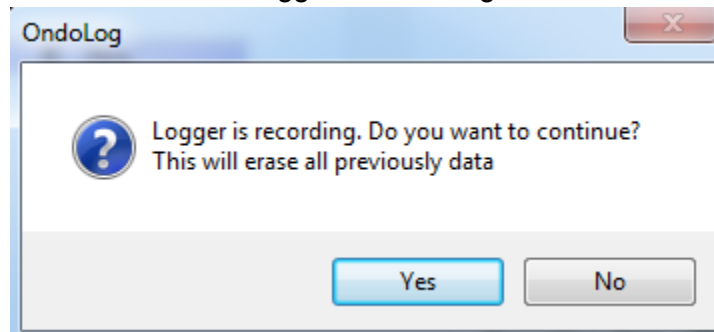 OndoLog
Logger is recording. Do you want to continue?
This will erase all previously data
Yes
No